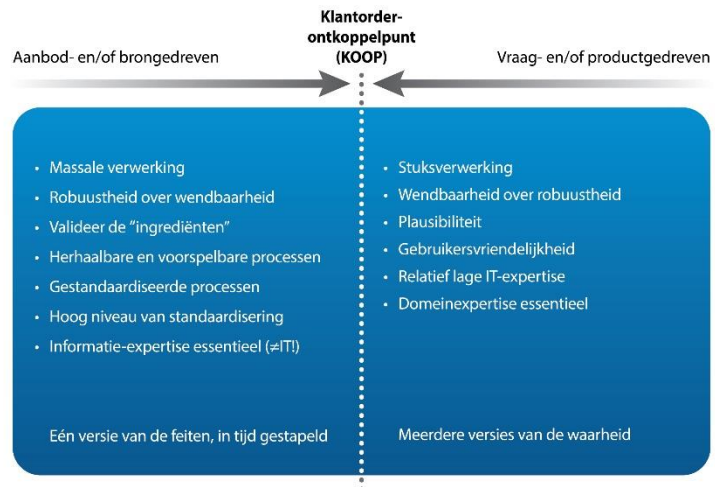 Klantorder-
ontkoppelpunt
(KOOP)
Aanbod- en/of brongedreven
Vraag- en/of productgedreven
• Massale verwerking
• Robuustheid over wendbaarheid
• Valideer de “ingrediënten”
• Herhaalbare en voorspelbare processen
• Gestandaardiseerde processen
• Hoog niveau van standaardisering
• Informatie-expertise essentieel (≠IT!)
Eén versie van de feiten, in tijd gestapeld
• Stuksverwerking
• Wendbaarheid over robuustheid
• Plausibiliteit
• Gebruikersvriendelijkheid
• Relatief lage IT-expertise
• Domeinexpertise essentieel
Meerdere versies van de waarheid